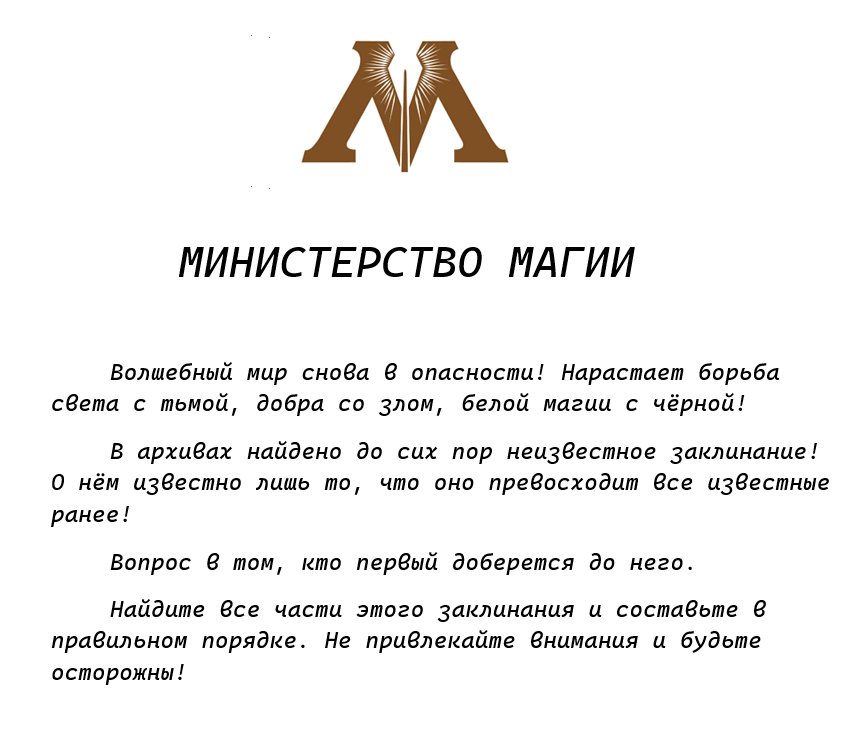 М
МИНИСТЕРСТВО МАГИИ
Волшебный мир снова в опасности! Нарастает борьба
света с тьмой, добра со злом, белой магии с чёрной!
В архивах найдено до сих пор неизвестное заклинание!
О нём известно лишь то, что оно превосходит все известные
ранее!
Вопрос в том, кто первый доберется до него.
Найдите все части этого заклинания и составьте в
правильном порядке. Не привлекайте внимания и будьте
осторожны!